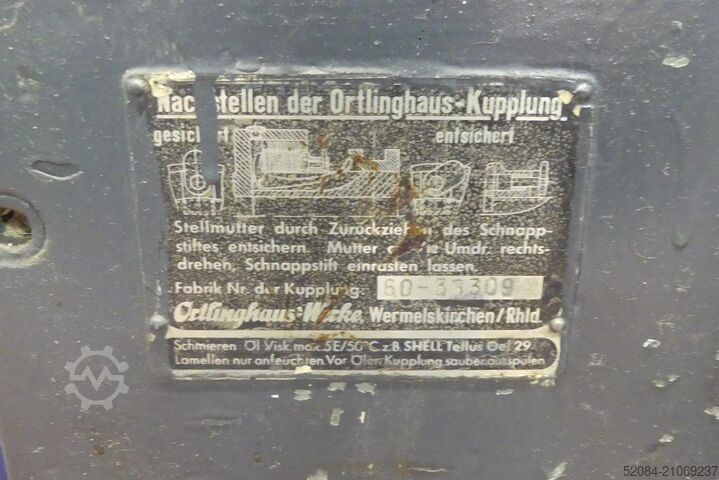 Nachstellen der Ortlinghaus-Kupplung
gesichert entsichert
Stellmutter durch Zurückziehen des Schnapp-
stiftes entsichern. Mutter Umdr. rechts-
drehen, Schnappstift einrasten lassen.
Fabrik Nr. der Kupplung: 60-33309
Ortlinghaus-Werke, Wermelskirchen/Rhld.
Schmieren: Öl Visk. max. 5E/50°C z.B. SHELL Tellus Oel 29.
Lamellen nur anfeuchten. Vor Ölen Kupplung sauber ausspülen
52084-21069237